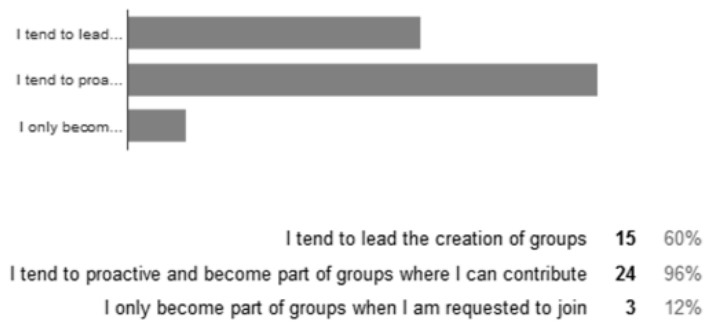 I tend to lead...
I tend to proa...
I only becom...
I tend to lead the creation of groups 15 60%
I tend to proactive and become part of groups where I can contribute 24 96%
I only become part of groups when I am requested to join 3 12%